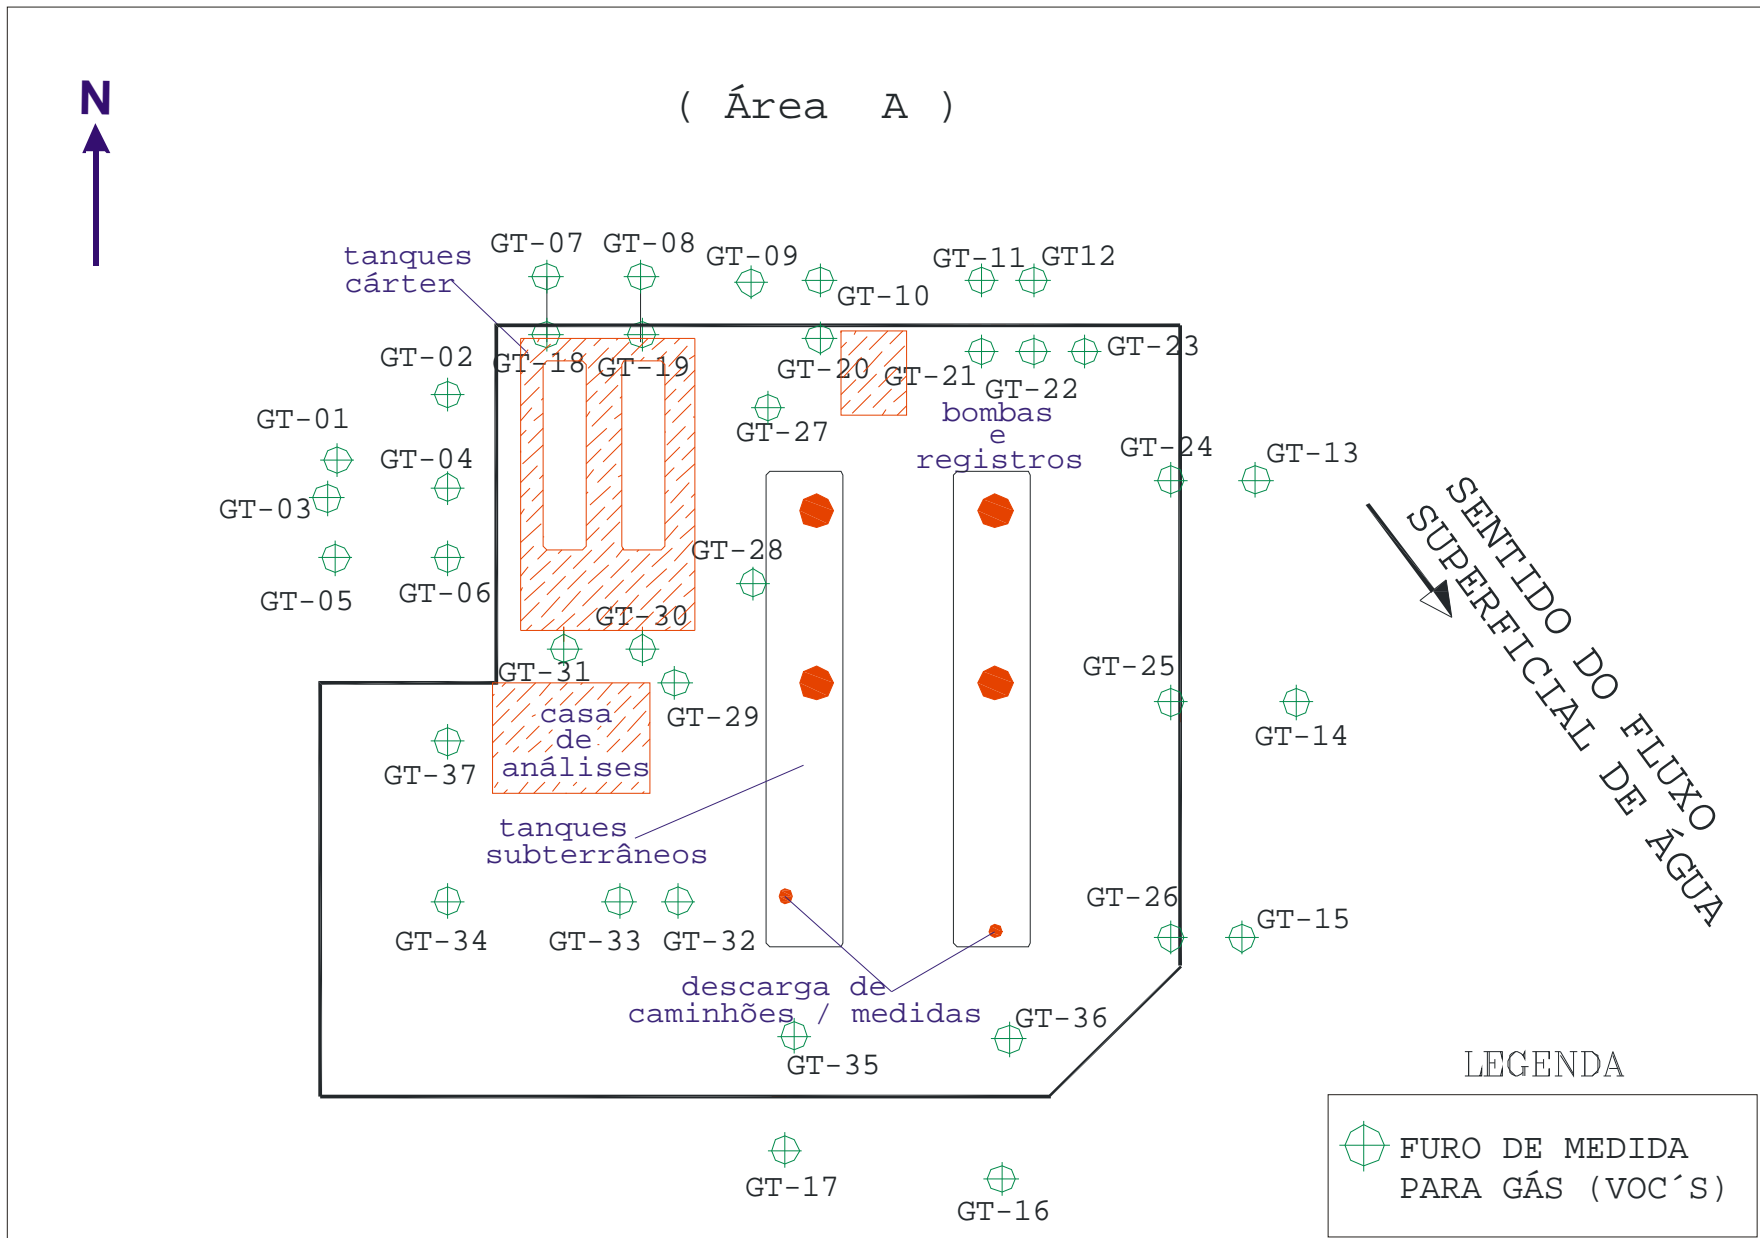 N
( Área A )
tanques
cárter
GT-07
GT-08
GT-09
GT-10
GT-11
GT12
GT-02
GT-18
GT-19
GT-20
GT-21
GT-22
GT-23
GT-01
GT-27
bombas
e
registros
GT-04
GT-24
GT-13
GT-03
GT-28
GT-05
GT-06
GT-30
GT-31
GT-25
GT-29
GT-14
casa
de
análises
GT-37
SENTIDO DO FLUXO
SUPERFICIAL DE ÁGUA
tanques
subterrâneos
GT-34
GT-33
GT-32
GT-26
GT-15
descarga de
caminhões / medidas
GT-36
GT-35
GT-17
GT-16
LEGENDA
FURO DE MEDIDA
PARA GÁS (VOC´S)